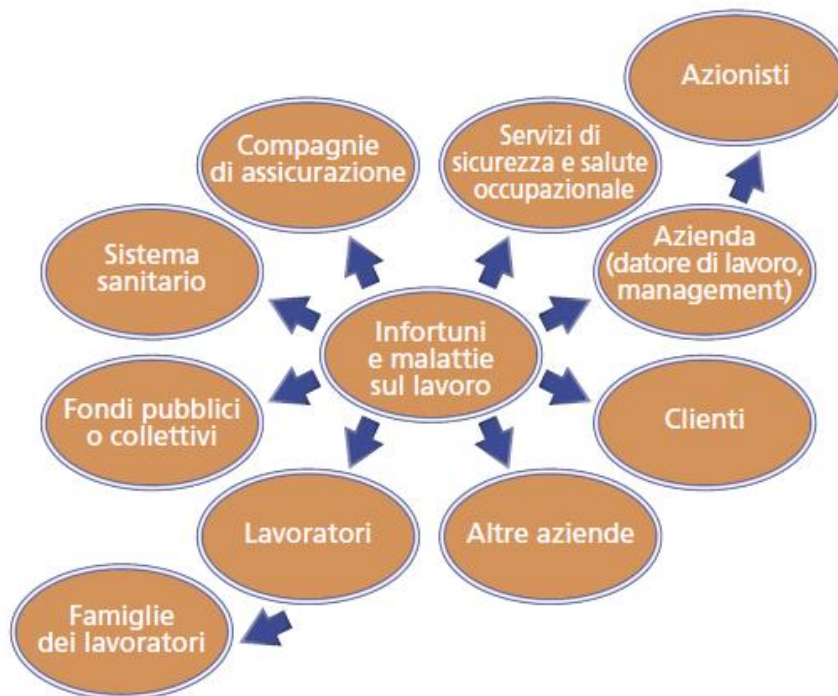 Azionisti
Compagnie
di assicurazione
Servizi di
sicurezza e salute
occupazionale
Sistema
sanitario
Azienda
(datore di lavoro,
management)
Infortuni
e malattie
sul lavoro
Fondi pubblici
o collettivi
Clienti
Lavoratori
Altre aziende
Famiglie
dei lavoratori